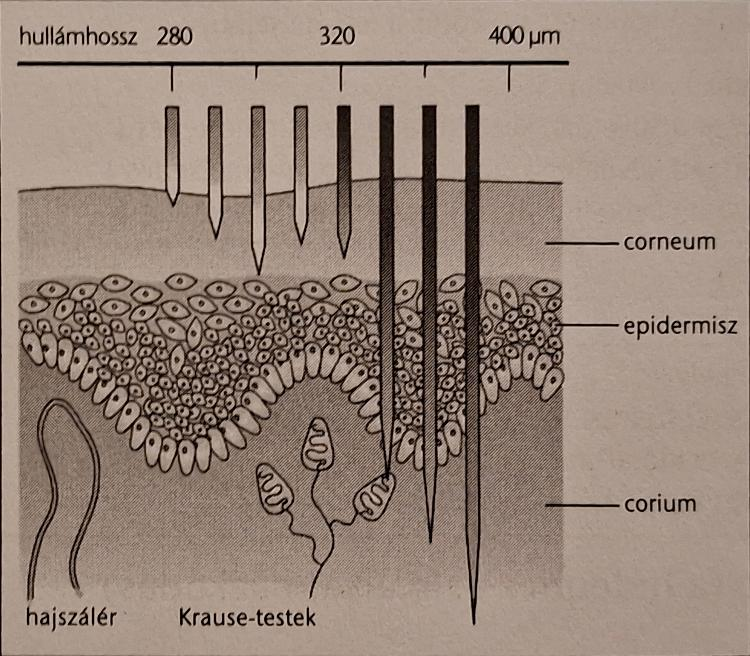 hullámhossz 280 320 400 µm
corneum
epidermisz
corium
hajszálér Krause-testek